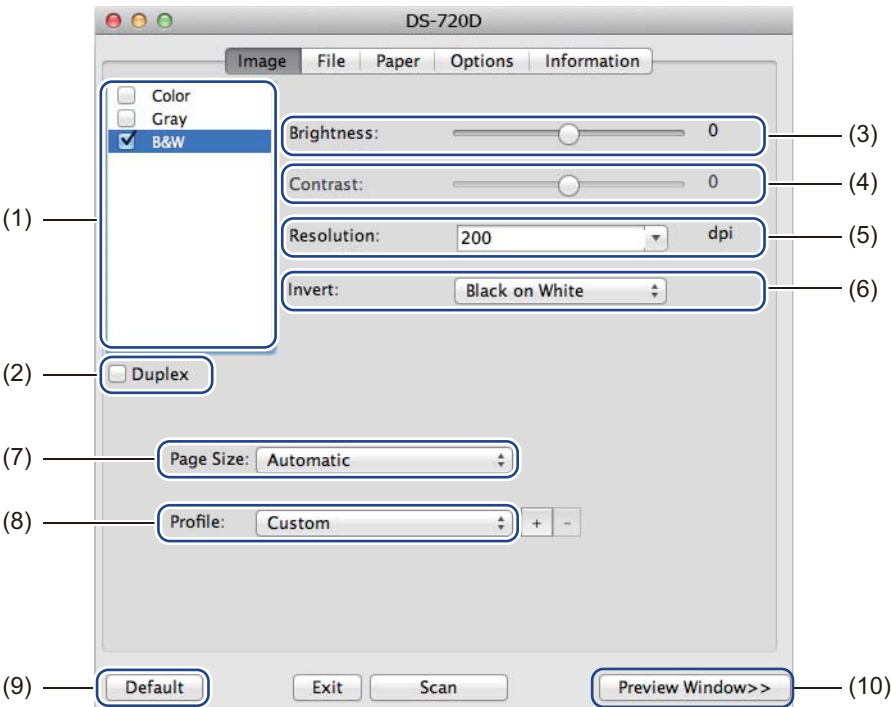 DS-720D
Image File Paper Options Information
Color
Gray
B&W
Brightness: 0 (3)
Contrast: 0 (4)
(1)
Resolution: 200 dpi (5)
Invert: Black on White (6)
(2) Duplex
(7) Page Size: Automatic
(8) Profile: Custom + -
(9) Default Exit Scan Preview Window>> (10)